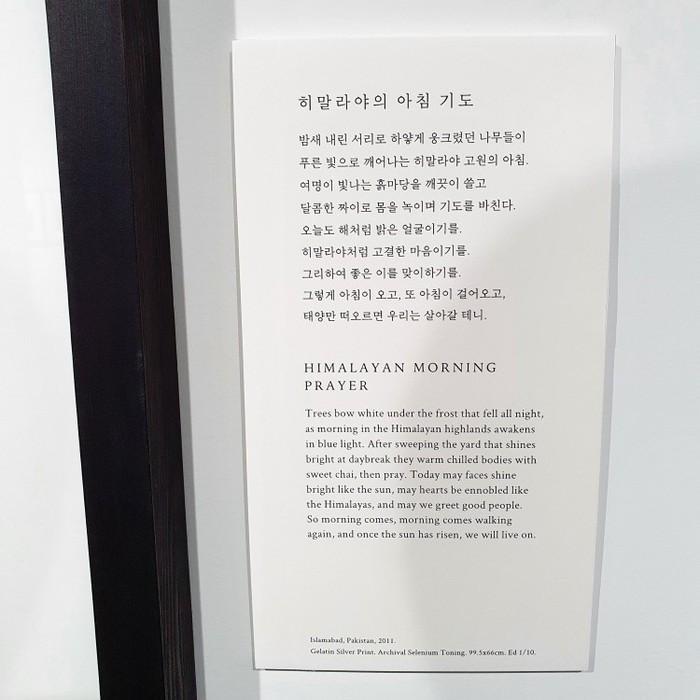 히말라야의 아침 기도
밤새 내린 서리로 하얗게 웅크렸던 나무들이
푸른 빛으로 깨어나는 히말라야 고원의 아침.
여명이 빛나는 흙마당을 깨끗이 쓸고
달콤한 짜이로 몸을 녹이며 기도를 바친다.
오늘도 해처럼 밝은 얼굴이기를.
히말라야처럼 고결한 마음이기를.
그리하여 좋은 이를 맞이하기를.
그렇게 아침이 오고, 또 아침이 걸어오고,
태양만 떠오르면 우리는 살아갈 테니.
HIMALAYAN MORNING
PRAYER
Trees bow white under the frost that fell all night,
as morning in the Himalayan highlands awakens
in blue light. After sweeping the yard that shines
bright at daybreak they warm chilled bodies with
sweet chai, then pray. Today may faces shine
bright like the sun, may hearts be ennobled like
the Himalayas, and may we greet good people.
So morning comes, morning comes walking
again, and once the sun has risen, we will live on.
Islamabad, Pakistan, 2011.
Gelatin Silver Print. Archival Selenium Toning. 99.5x66cm. Ed 1/10.